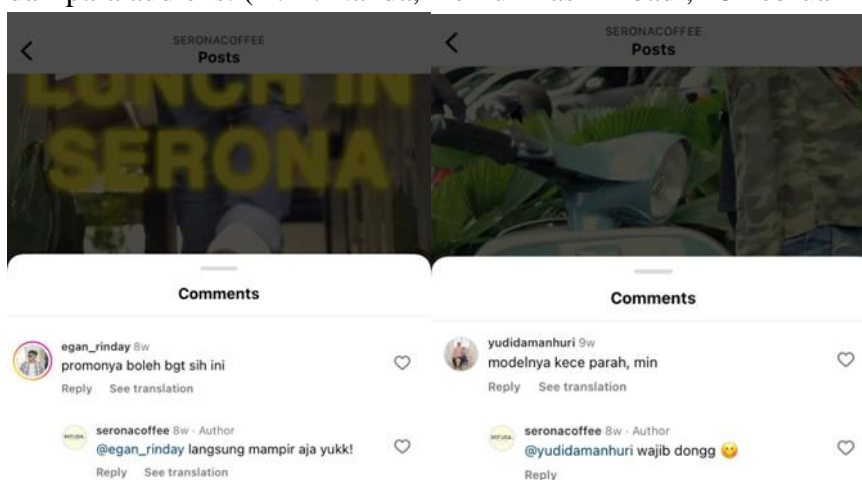 SERONACOFFEE
Posts
LUNCH IN
SERONA
Comments
egan_rinday 8w
promonya boleh bgt sih ini
Reply See translation
seronacoffee 8w · Author
@egan_rinday langsung mampir aja yukk!
Reply See translation
SERONACOFFEE
Posts
Comments
yudidamanhuri 9w
modelnya kece parah, min
Reply See translation
seronacoffee 8w · Author
@yudidamanhuri wajib dongg 😋
Reply